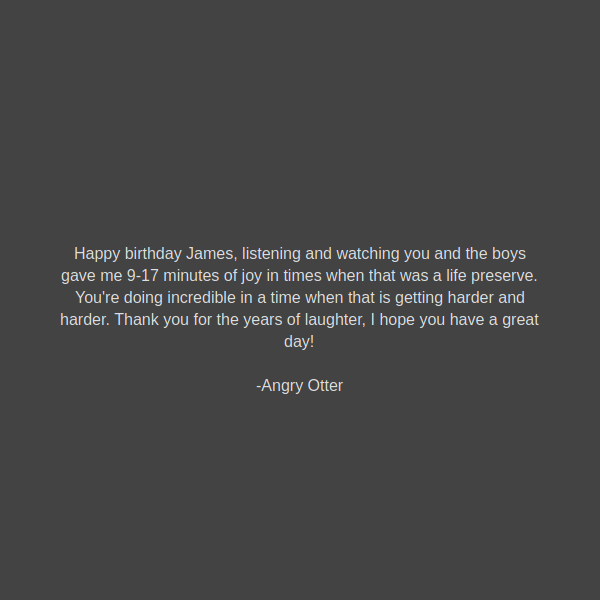 Happy birthday James, listening and watching you and the boys
gave me 9-17 minutes of joy in times when that was a life preserve.
You're doing incredible in a time when that is getting harder and
harder. Thank you for the years of laughter, I hope you have a great
day!
-Angry Otter